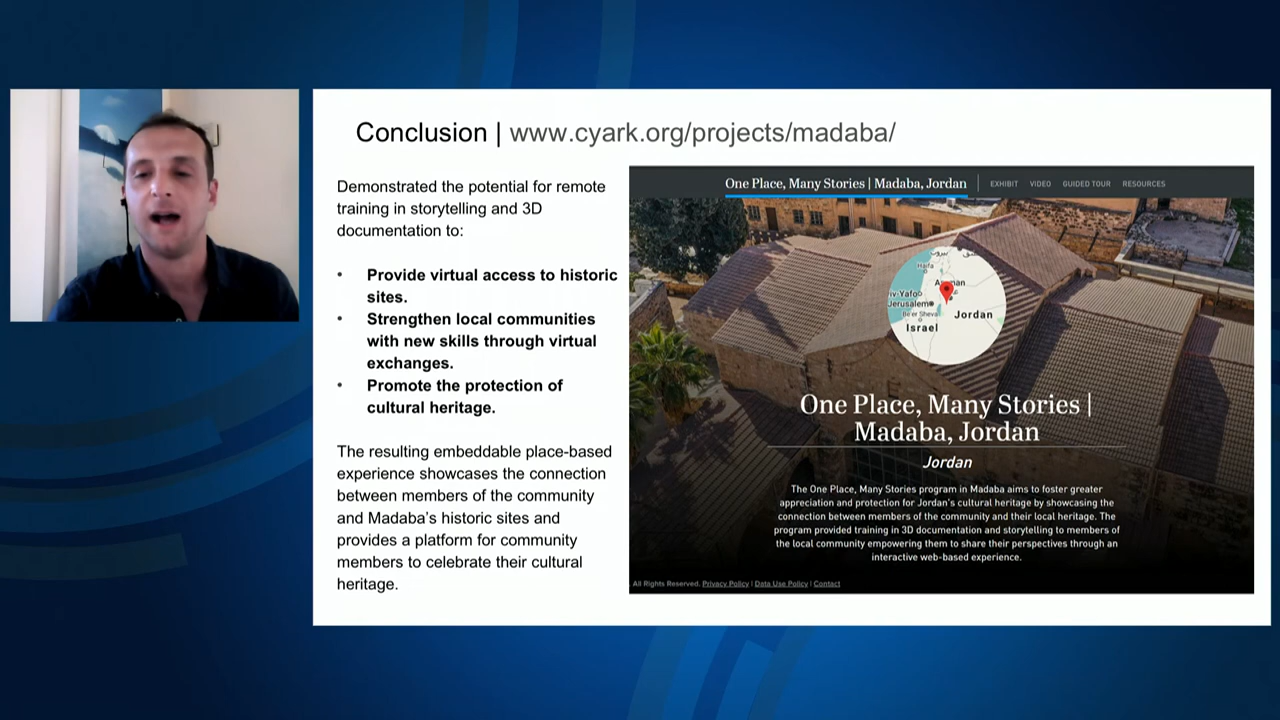 Conclusion | www.cyark.org/projects/madaba/
Demonstrated the potential for remote
training in storytelling and 3D
documentation to:
• Provide virtual access to historic
sites.
• Strengthen local communities
with new skills through virtual
exchanges.
• Promote the protection of
cultural heritage.
The resulting embeddable place-based
experience showcases the connection
between members of the community
and Madaba's historic sites and
provides a platform for community
members to celebrate their cultural
heritage.
One Place, Many Stories | Madaba, Jordan | EXHIBIT VIDEO GUIDED TOUR RESOURCES
Haifa
iv-Yafo
Jerusalem
Be'er Sheva
Jordan
Israel
One Place, Many Stories |
Madaba, Jordan
Jordan
The One Place, Many Stories program in Madaba aims to foster greater
appreciation and protection for Jordan's cultural heritage by showcasing the
connection between members of the community and their local heritage. The
program provided training in 3D documentation and storytelling to members of
the local community empowering them to share their perspectives through an
interactive web-based experience.
. All Rights Reserved. Privacy Policy | Data Use Policy | Contact